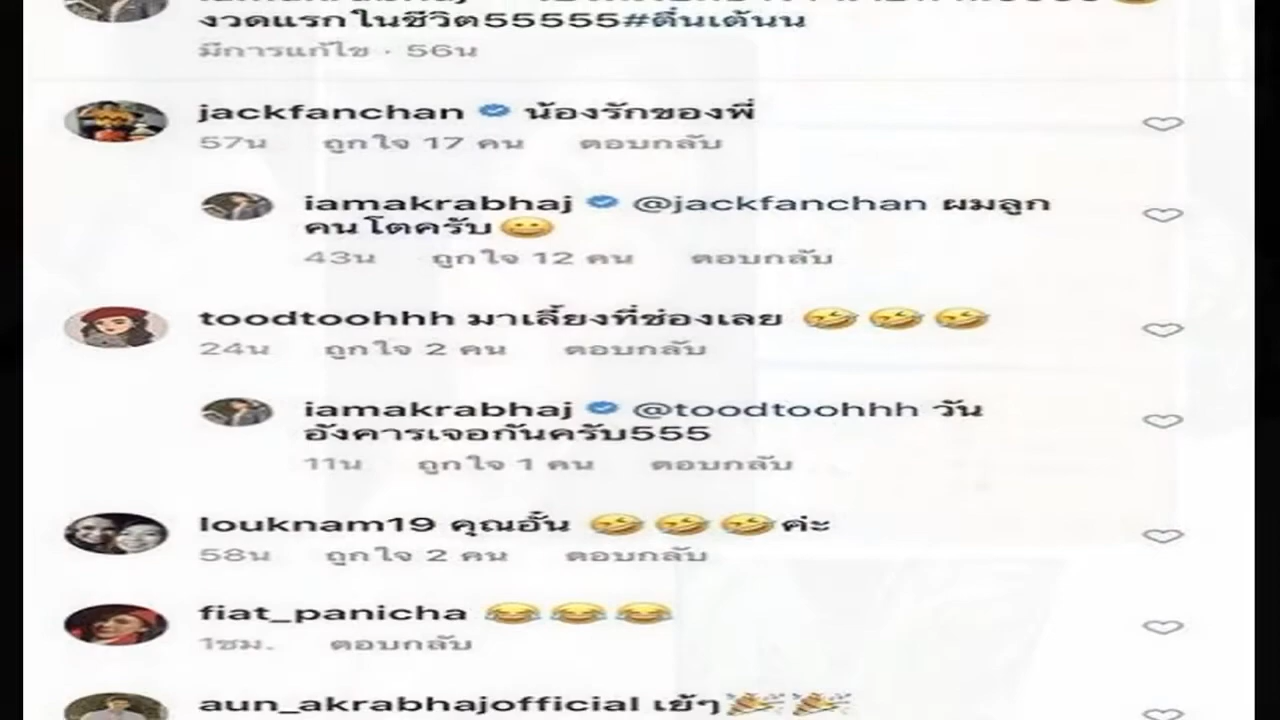 งวดแรกในชีวิต55555#ตื่นเต้นน
มีการแก้ไข · 56น
jackfanchan น้องรักของพี่
57น ถูกใจ 17 คน ตอบกลับ
iamakrabhaj @jackfanchan ผมลูก
คนโตครับ😀
43น ถูกใจ 12 คน ตอบกลับ
toodtoohhh มาเลี้ยงที่ช่องเลย 🤣🤣🤣
24น ถูกใจ 2 คน ตอบกลับ
iamakrabhaj @toodtoohhh วัน
อังคารเจอกันครับ555
11น ถูกใจ 1 คน ตอบกลับ
louknam19 คุณอั้น 🤣🤣🤣ค่ะ
58น ถูกใจ 2 คน ตอบกลับ
fiat_panicha 😂😂😂
1ชม. ตอบกลับ
aun_akrabhajofficial เย้ๆ🎉🎉